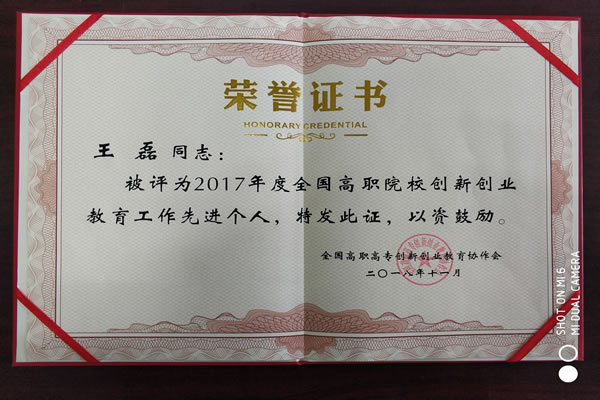 荣誉证书
HONORARY CREDENTIAL
王 磊 同志：
被评为2017年度全国高职院校创新创业
教育工作先进个人，特发此证，以资鼓励。
全国高职高专创新创业教育协作会
二〇一八年十一月
SHOT ON MI 6
MI DUAL CAMERA